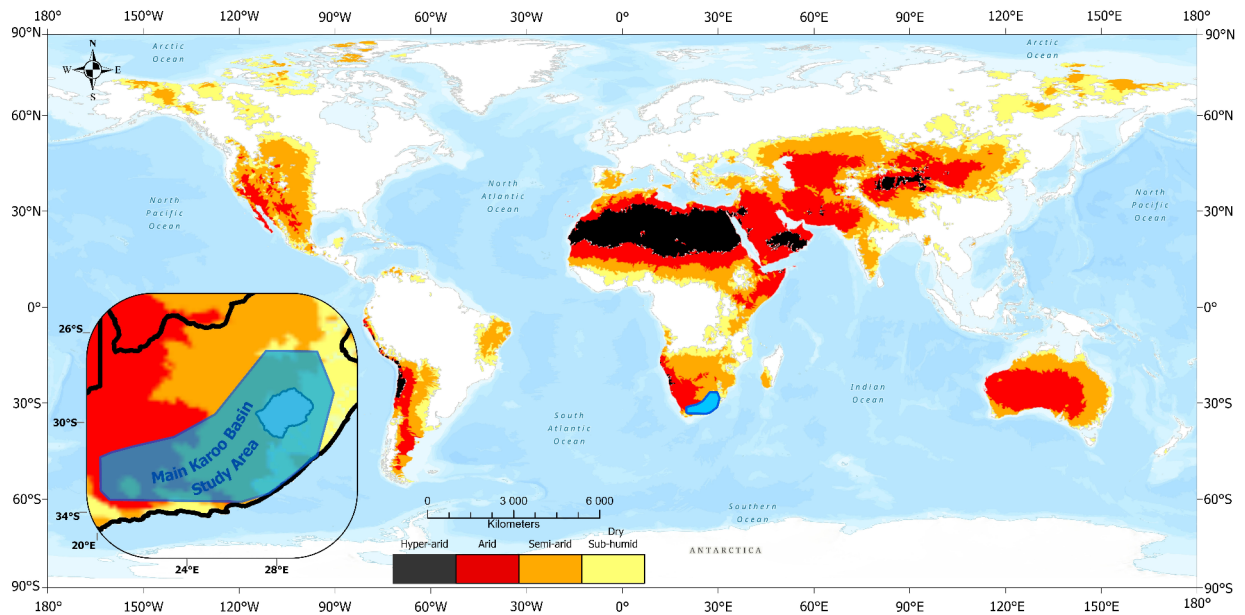 180° 150°W 120°W 90°W 60°W 30°W 0° 30°E 60°E 90°E 120°E 150°E 180°
90°N 90°N
N
W E
S
Arctic
Ocean
Arctic
Ocean
60°N 60°N
North
Atlantic
Ocean
North
Pacific
Ocean
North
Pacific
Ocean
30°N 30°N
0° 0°
26°S
30°S
34°S
20°E
24°E 28°E
Main Karoo Basin
Study Area
Indian
Ocean
30°S 30°S
South
Atlantic
Ocean
60°S 60°S
0 3 000 6 000
Kilometers
Southern
Ocean
Hyper-arid Arid Semi-arid Dry
Sub-humid
ANTARCTICA
90°S 90°S
180° 150°W 120°W 90°W 60°W 30°W 0° 30°E 60°E 90°E 120°E 150°E 180°